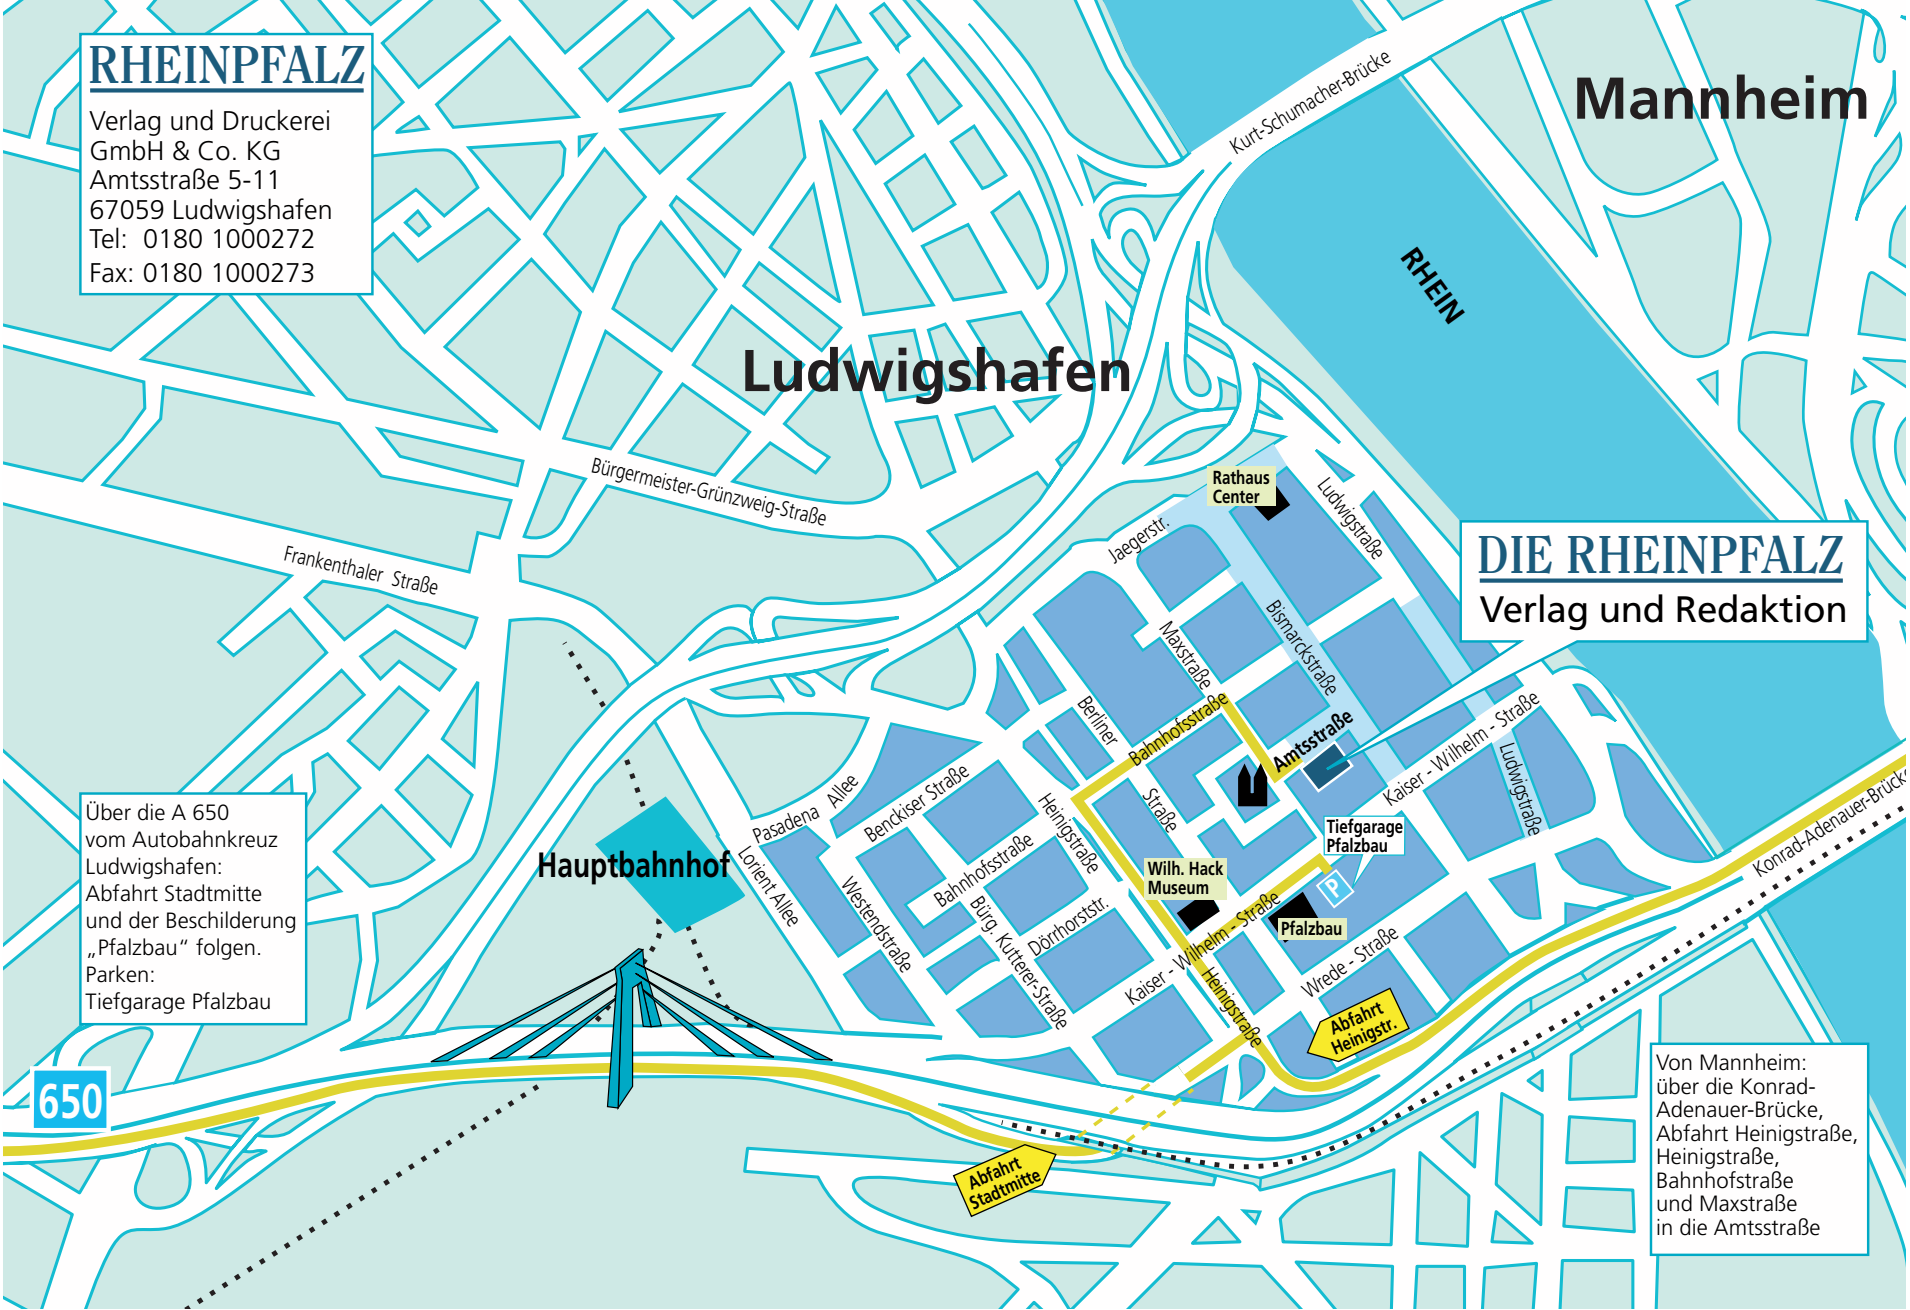 RHEINPFALZ
Verlag und Druckerei
GmbH & Co. KG
Amtsstraße 5-11
67059 Ludwigshafen
Tel: 0180 1000272
Fax: 0180 1000273
Mannheim
Kurt-Schumacher-Brücke
RHEIN
Ludwigshafen
Bürgermeister-Grünzweig-Straße
Frankenthaler Straße
Rathaus
Center
Ludwigstraße
Jaegerstr.
DIE RHEINPFALZ
Verlag und Redaktion
Bismarckstraße
Maxstraße
Berliner
Straße
Bahnhofsstraße
Amtsstraße
Kaiser - Wilhelm - Straße
Ludwigstraße
Konrad-Adenauer-Brücke
Pasadena Allee
Benckiser Straße
Heinigstraße
Tiefgarage
Pfalzbau
P
Hauptbahnhof
Lorient Allee
Westendstraße
Bahnhofsstraße
Bürg. Kutterer-Straße
Dörrhorststr.
Wilh. Hack
Museum
Pfalzbau
Kaiser - Wilhelm - Straße
Wrede - Straße
Heinigstraße
Über die A 650
vom Autobahnkreuz
Ludwigshafen:
Abfahrt Stadtmitte
und der Beschilderung
„Pfalzbau“ folgen.
Parken:
Tiefgarage Pfalzbau
650
Abfahrt
Heinigstr.
Abfahrt
Stadtmitte
Von Mannheim:
über die Konrad-
Adenauer-Brücke,
Abfahrt Heinigstraße,
Heinigstraße,
Bahnhofstraße
und Maxstraße
in die Amtsstraße